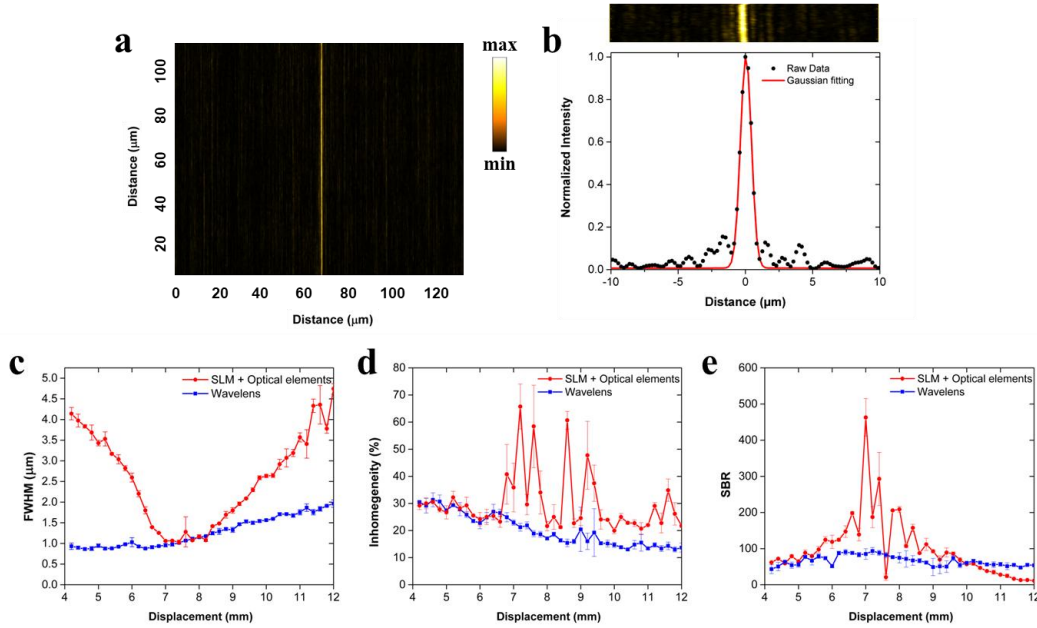 a
100
80
60
40
20
Distance (μm)
0 20 40 60 80 100 120
Distance (μm)
max
min
b
1.0
0.8
0.6
0.4
0.2
0.0
Normalized Intensity
Raw Data
Gaussian fitting
-10 -5 0 5 10
Distance (μm)
c
5.0
4.5
4.0
3.5
3.0
2.5
2.0
1.5
1.0
0.5
0.0
FWHM (μm)
SLM + Optical elements
Wavelens
4 5 6 7 8 9 10 11 12
Displacement (mm)
d
80
70
60
50
40
30
20
10
0
Inhomegeneity (%)
SLM + Optical elements
Wavelens
4 5 6 7 8 9 10 11 12
Displacement (mm)
e
600
500
400
300
200
100
0
SBR
SLM + Optical elements
Wavelens
4 5 6 7 8 9 10 11 12
Displacement (mm)